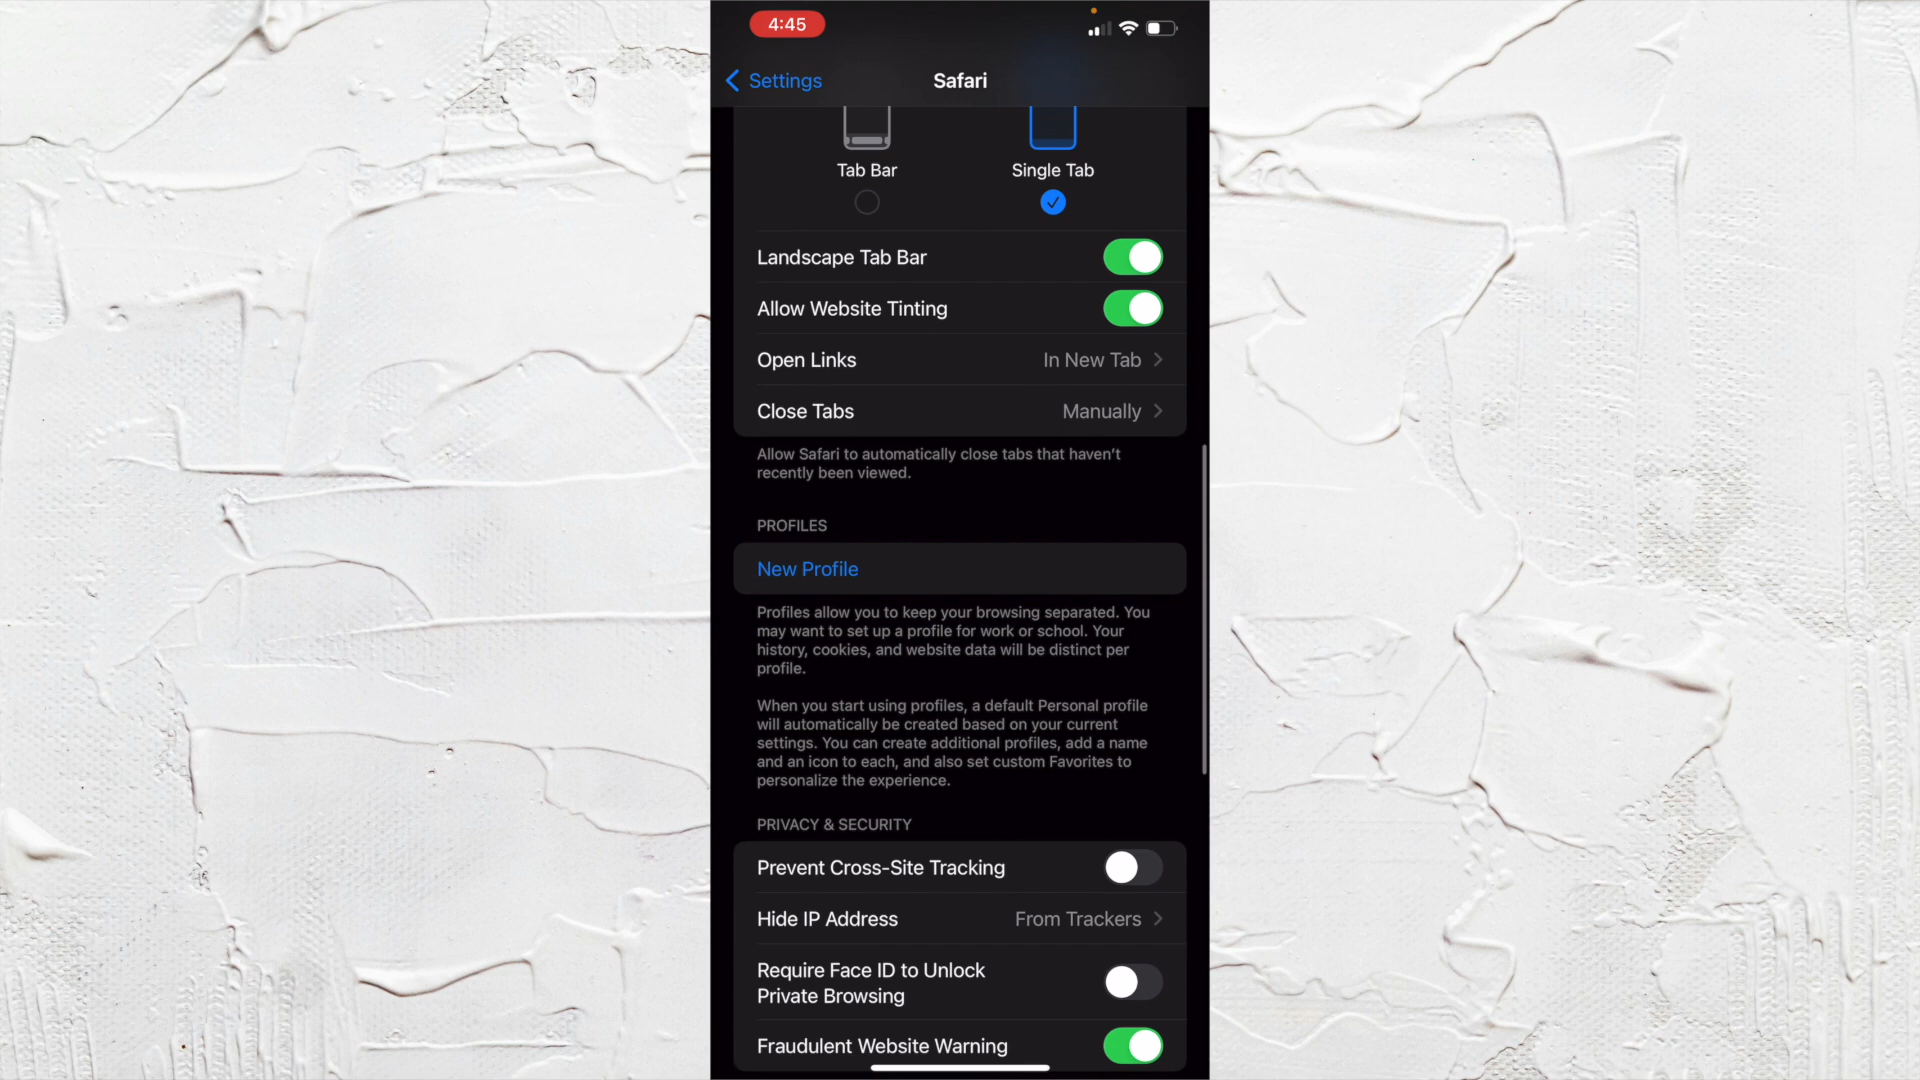 4:45
Settings
Safari
Tab Bar
Single Tab
Landscape Tab Bar
Allow Website Tinting
Open Links
In New Tab
Close Tabs
Manually
Allow Safari to automatically close tabs that haven't
recently been viewed.
PROFILES
New Profile
Profiles allow you to keep your browsing separated. You
may want to set up a profile for work or school. Your
history, cookies, and website data will be distinct per
profile.
When you start using profiles, a default Personal profile
will automatically be created based on your current
settings. You can create additional profiles, add a name
and an icon to each, and also set custom Favorites to
personalize the experience.
PRIVACY & SECURITY
Prevent Cross-Site Tracking
Hide IP Address
From Trackers
Require Face ID to Unlock
Private Browsing
Fraudulent Website Warning